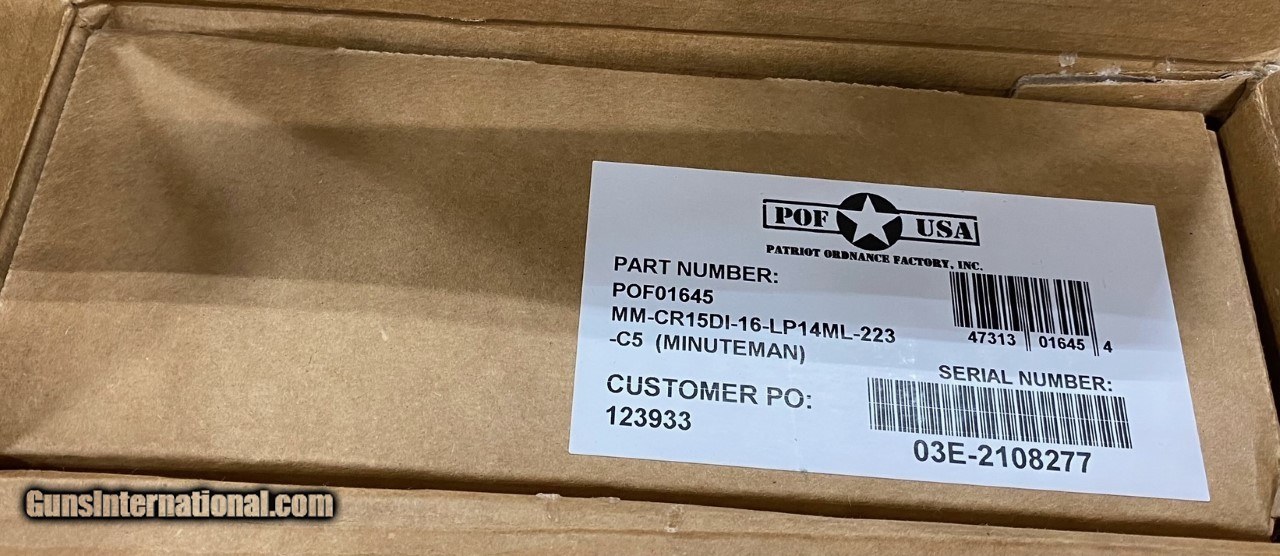 POF USA
PATRIOT ORDNANCE FACTORY, INC.
PART NUMBER:
POF01645
MM-CR15DI-16-LP14ML-223
-C5 (MINUTEMAN)
47313 01645 4
CUSTOMER PO:
123933
SERIAL NUMBER:
03E-2108277
GunsInternational.com